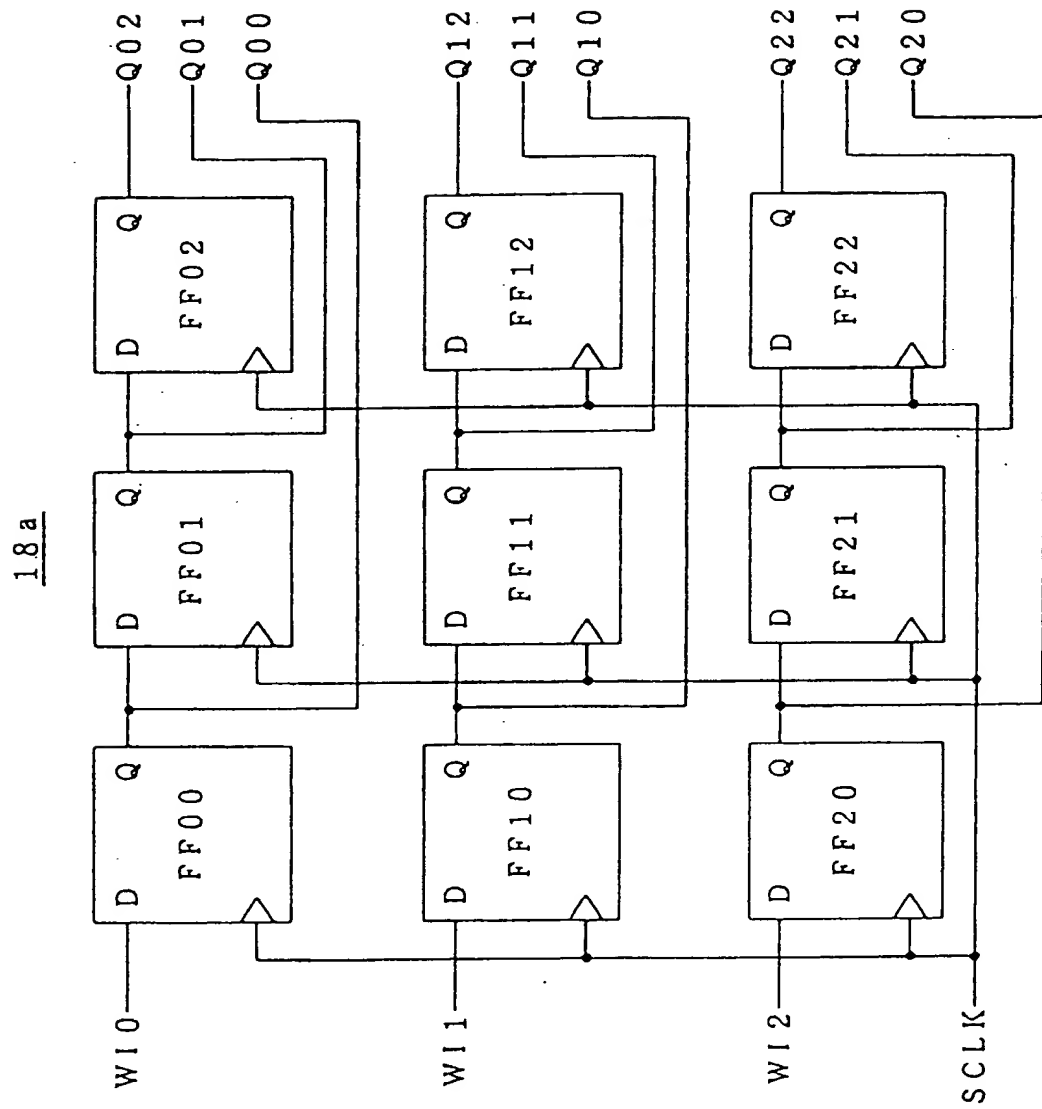 18a
WI0 D Q D Q D Q Q02
FF00 FF01 FF02 Q01
Q00
WI1 D Q D Q D Q Q12
FF10 FF11 FF12 Q11
Q10
WI2 D Q D Q D Q Q22
FF20 FF21 FF22 Q21
Q20
SCLK